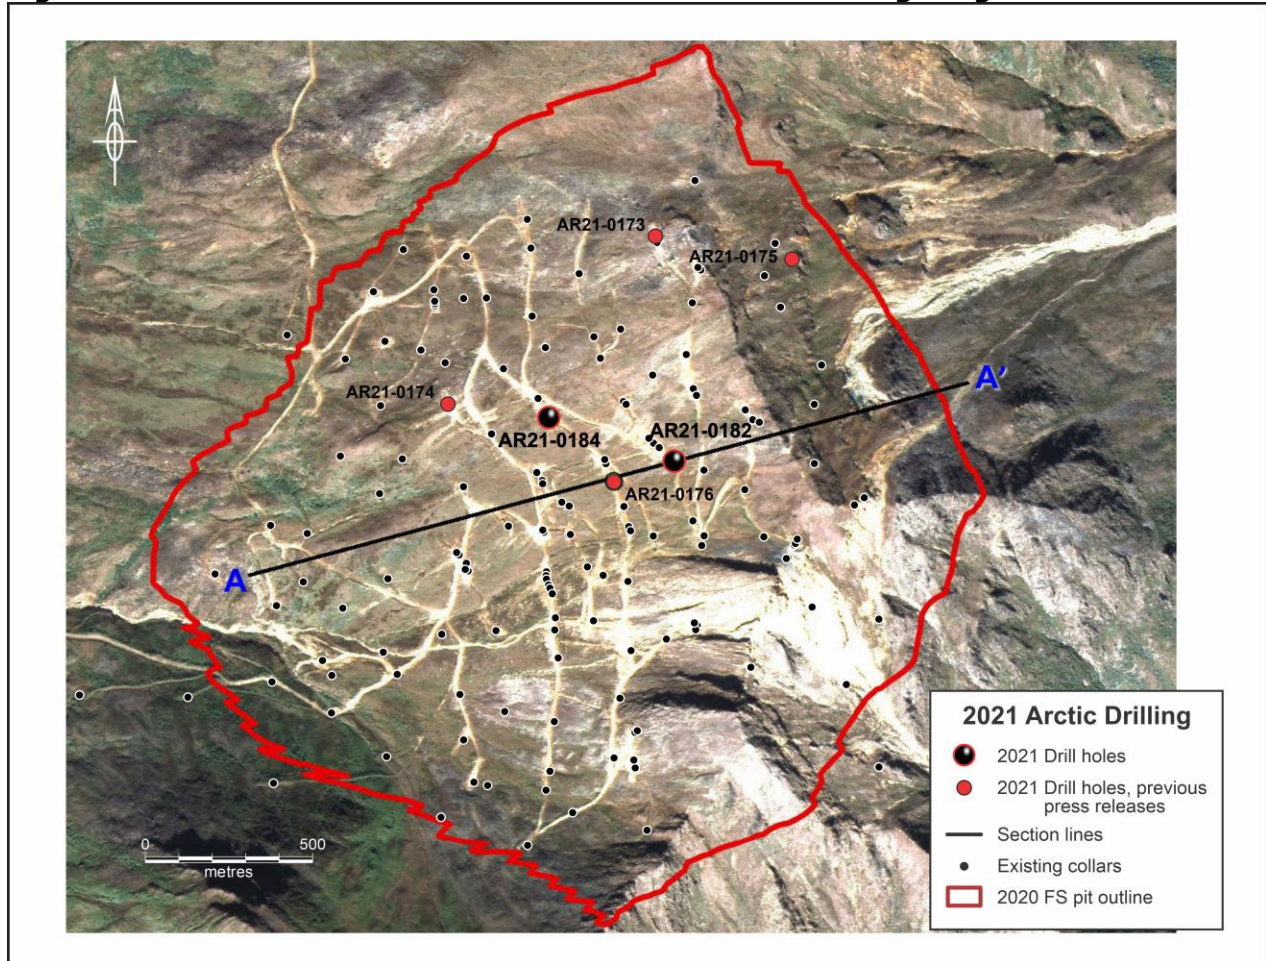 AR21-0173
AR21-0175
A'
AR21-0174
AR21-0182
AR21-0184
AR21-0176
A
2021 Arctic Drilling
2021 Drill holes
2021 Drill holes, previous
press releases
Section lines
Existing collars
2020 FS pit outline
0 500
metres